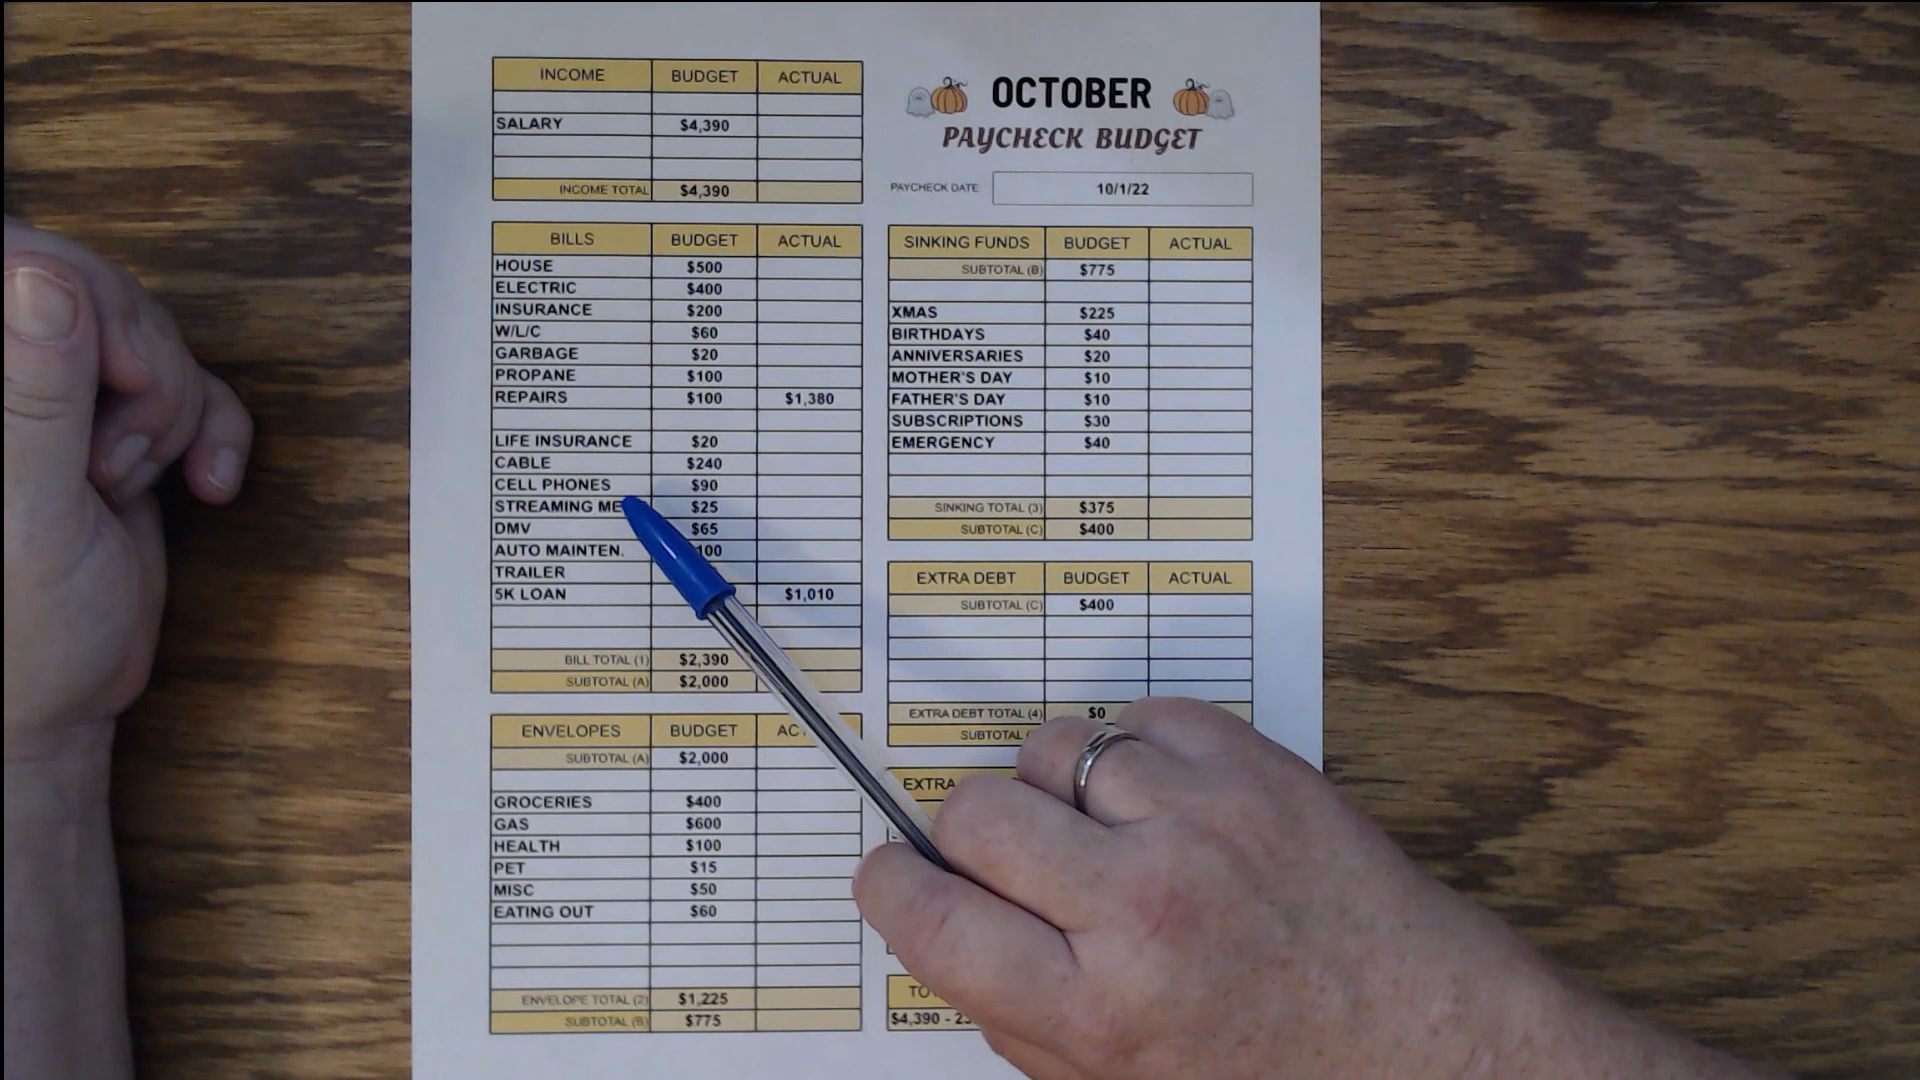 INCOME BUDGET ACTUAL
SALARY $4,390
INCOME TOTAL $4,390
BILLS BUDGET ACTUAL
HOUSE $500
ELECTRIC $400
INSURANCE $200
W/L/C $60
GARBAGE $20
PROPANE $100
REPAIRS $100 $1,380
LIFE INSURANCE $20
CABLE $240
CELL PHONES $90
STREAMING $25
DMV $65
AUTO MAINTEN.
TRAILER
5K LOAN $1,010
BILL TOTAL (1) $2,390
SUBTOTAL (A) $2,000
ENVELOPES BUDGET
SUBTOTAL (A) $2,000
GROCERIES $400
GAS $600
HEALTH $100
PET $15
MISC $50
EATING OUT $60
ENVELOPE TOTAL (2) $1,225
SUBTOTAL (B) $775
OCTOBER
PAYCHECK BUDGET
PAYCHECK DATE 10/1/22
SINKING FUNDS BUDGET ACTUAL
SUBTOTAL (B) $775
XMAS $225
BIRTHDAYS $40
ANNIVERSARIES $20
MOTHER'S DAY $10
FATHER'S DAY $10
SUBSCRIPTIONS $30
EMERGENCY $40
SINKING TOTAL (3) $375
SUBTOTAL (C) $400
EXTRA DEBT BUDGET ACTUAL
SUBTOTAL (C) $400
EXTRA DEBT TOTAL (4) $0
SUBTOTAL
EXTRA
$4,390 -